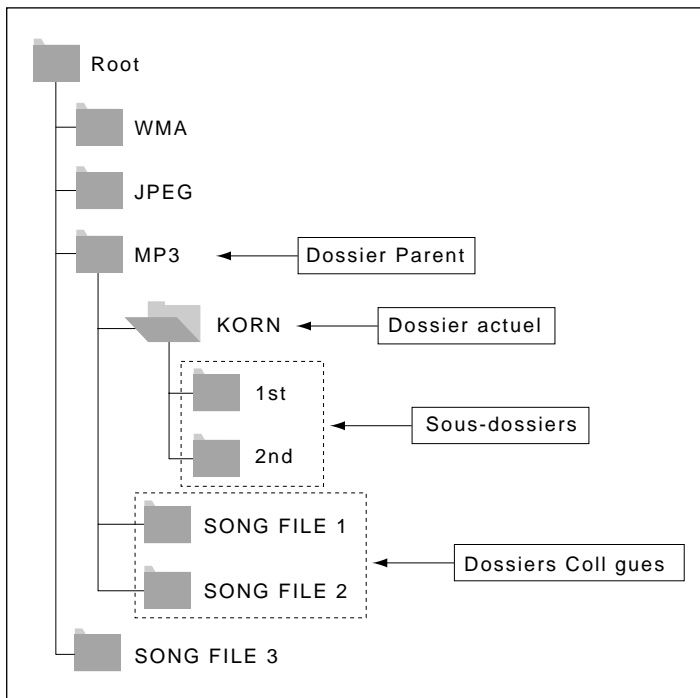 Root
WMA
JPEG
MP3
Dossier Parent
KORN
Dossier actuel
1st
Sous-dossiers
2nd
SONG FILE 1
Dossiers Coll gues
SONG FILE 2
SONG FILE 3